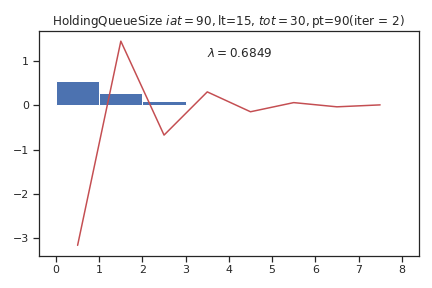 HoldingQueueSize iat = 90, lt=15, tot = 30, pt=90(iter = 2)
λ = 0.6849
1
0
−1
−2
−3
0 1 2 3 4 5 6 7 8